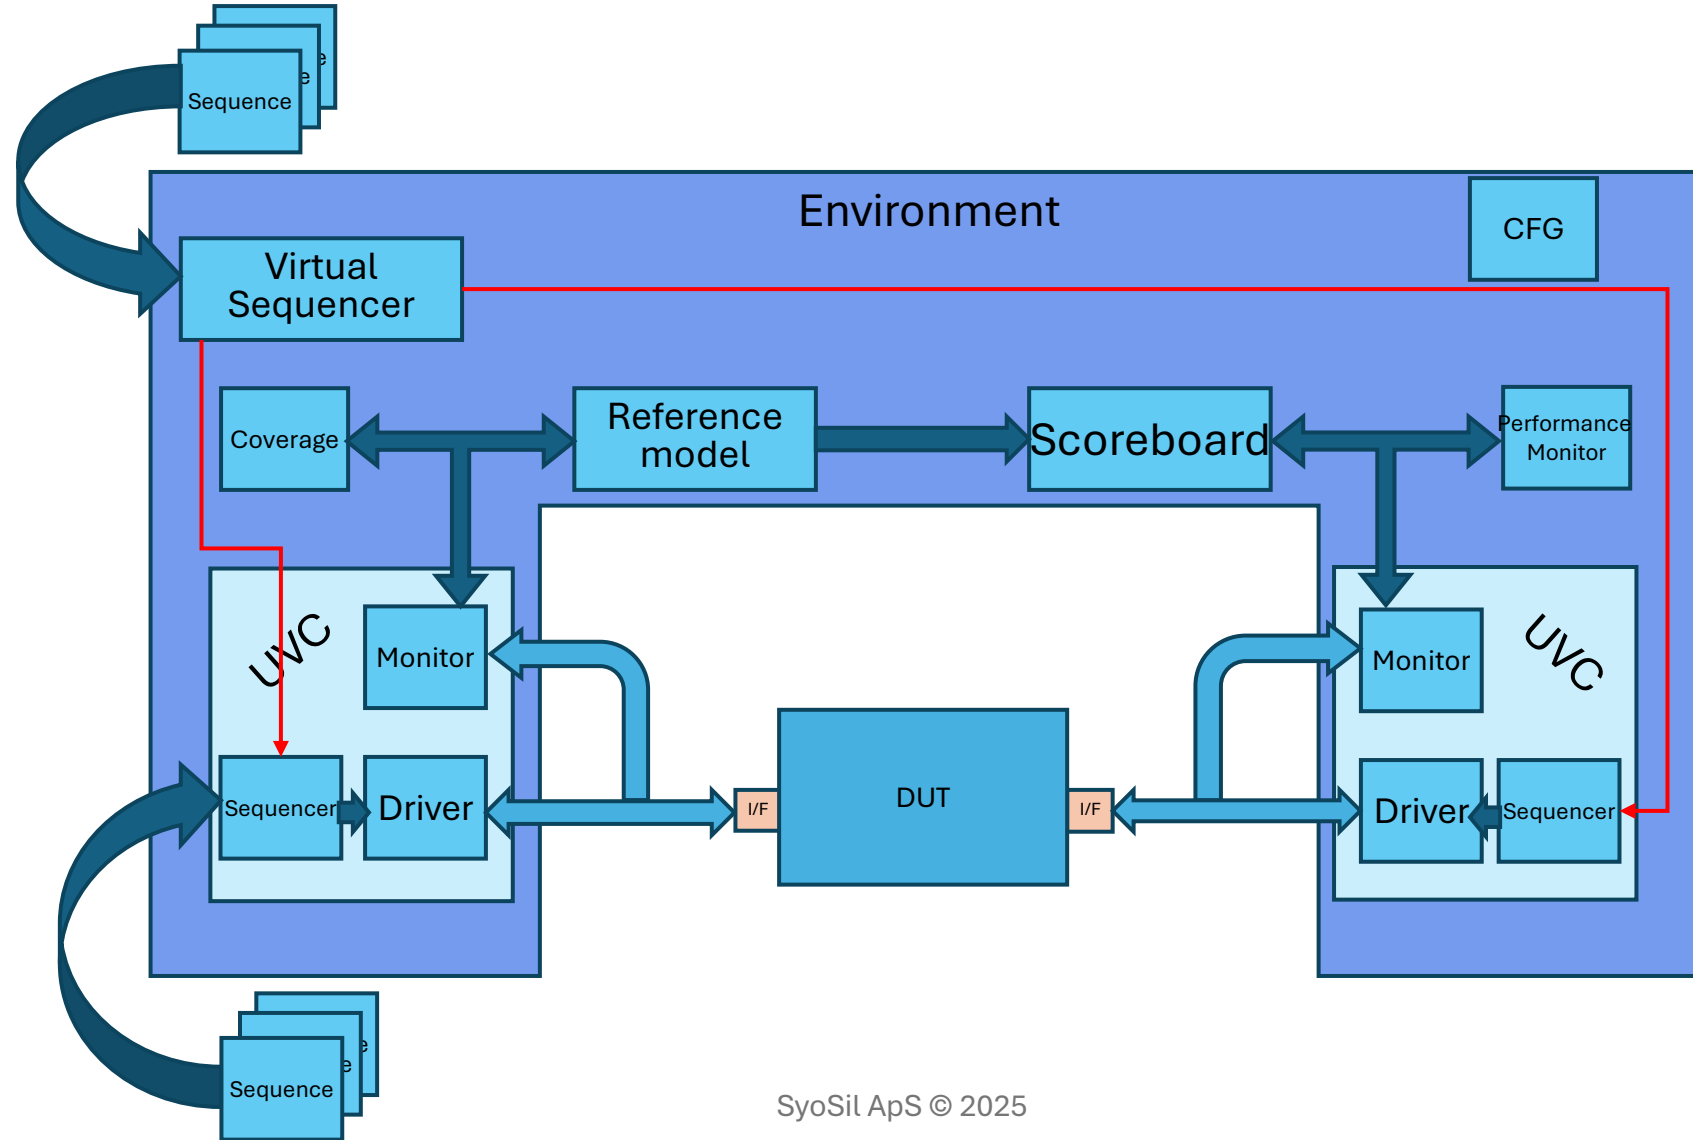 e
e
Sequence
Environment
CFG
Virtual
Sequencer
Coverage
Reference
model
Scoreboard
Performance
Monitor
UVC
Monitor
Sequencer
Driver
I/F
DUT
I/F
Monitor
UVC
Driver
Sequencer
e
e
Sequence
SyoSil ApS © 2025